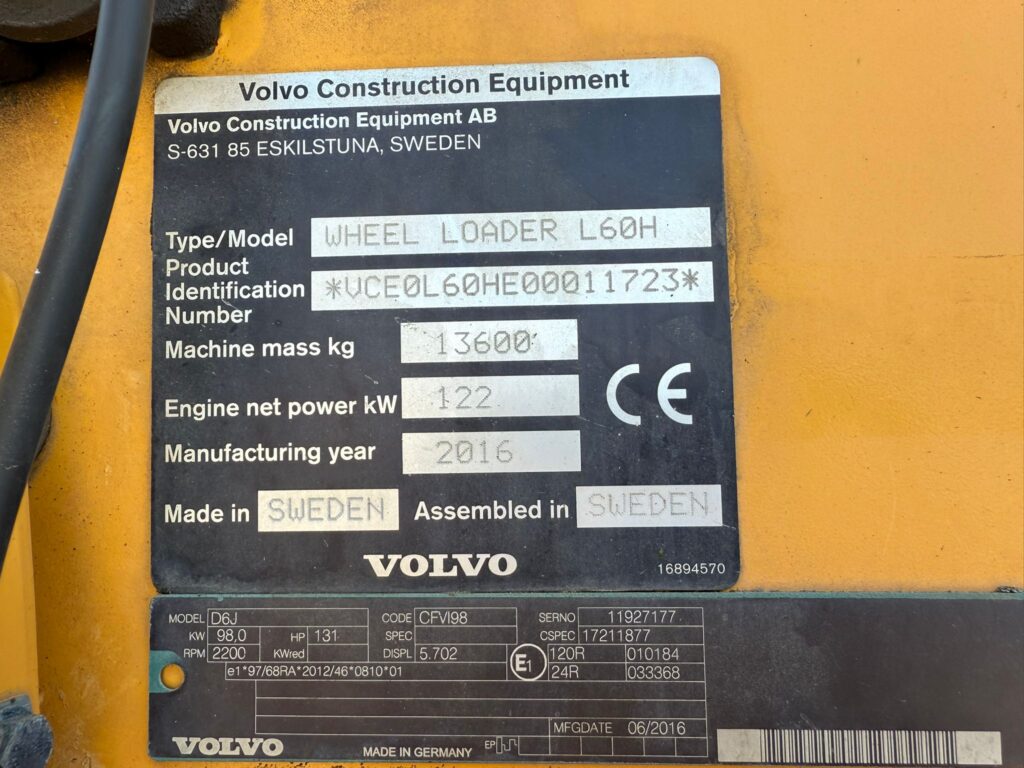 Volvo Construction Equipment
Volvo Construction Equipment AB
S-631 85 ESKILSTUNA, SWEDEN
Type/Model WHEEL LOADER L60H
Product
Identification *VCE0L60HE00011723*
Number
Machine mass kg 13600
Engine net power kW 122
CE
Manufacturing year 2016
Made in SWEDEN Assembled in SWEDEN
VOLVO 16894570
MODEL D6J CODE CFVI98 SERNO 11927177
KW 98,0 HP 131 SPEC CSPEC 17211877
RPM 2200 KWred DISPL 5.702 E1 120R 010184
e1*97/68RA*2012/46*0810*01 24R 033368
MFGDATE 06/2016
VOLVO MADE IN GERMANY EP